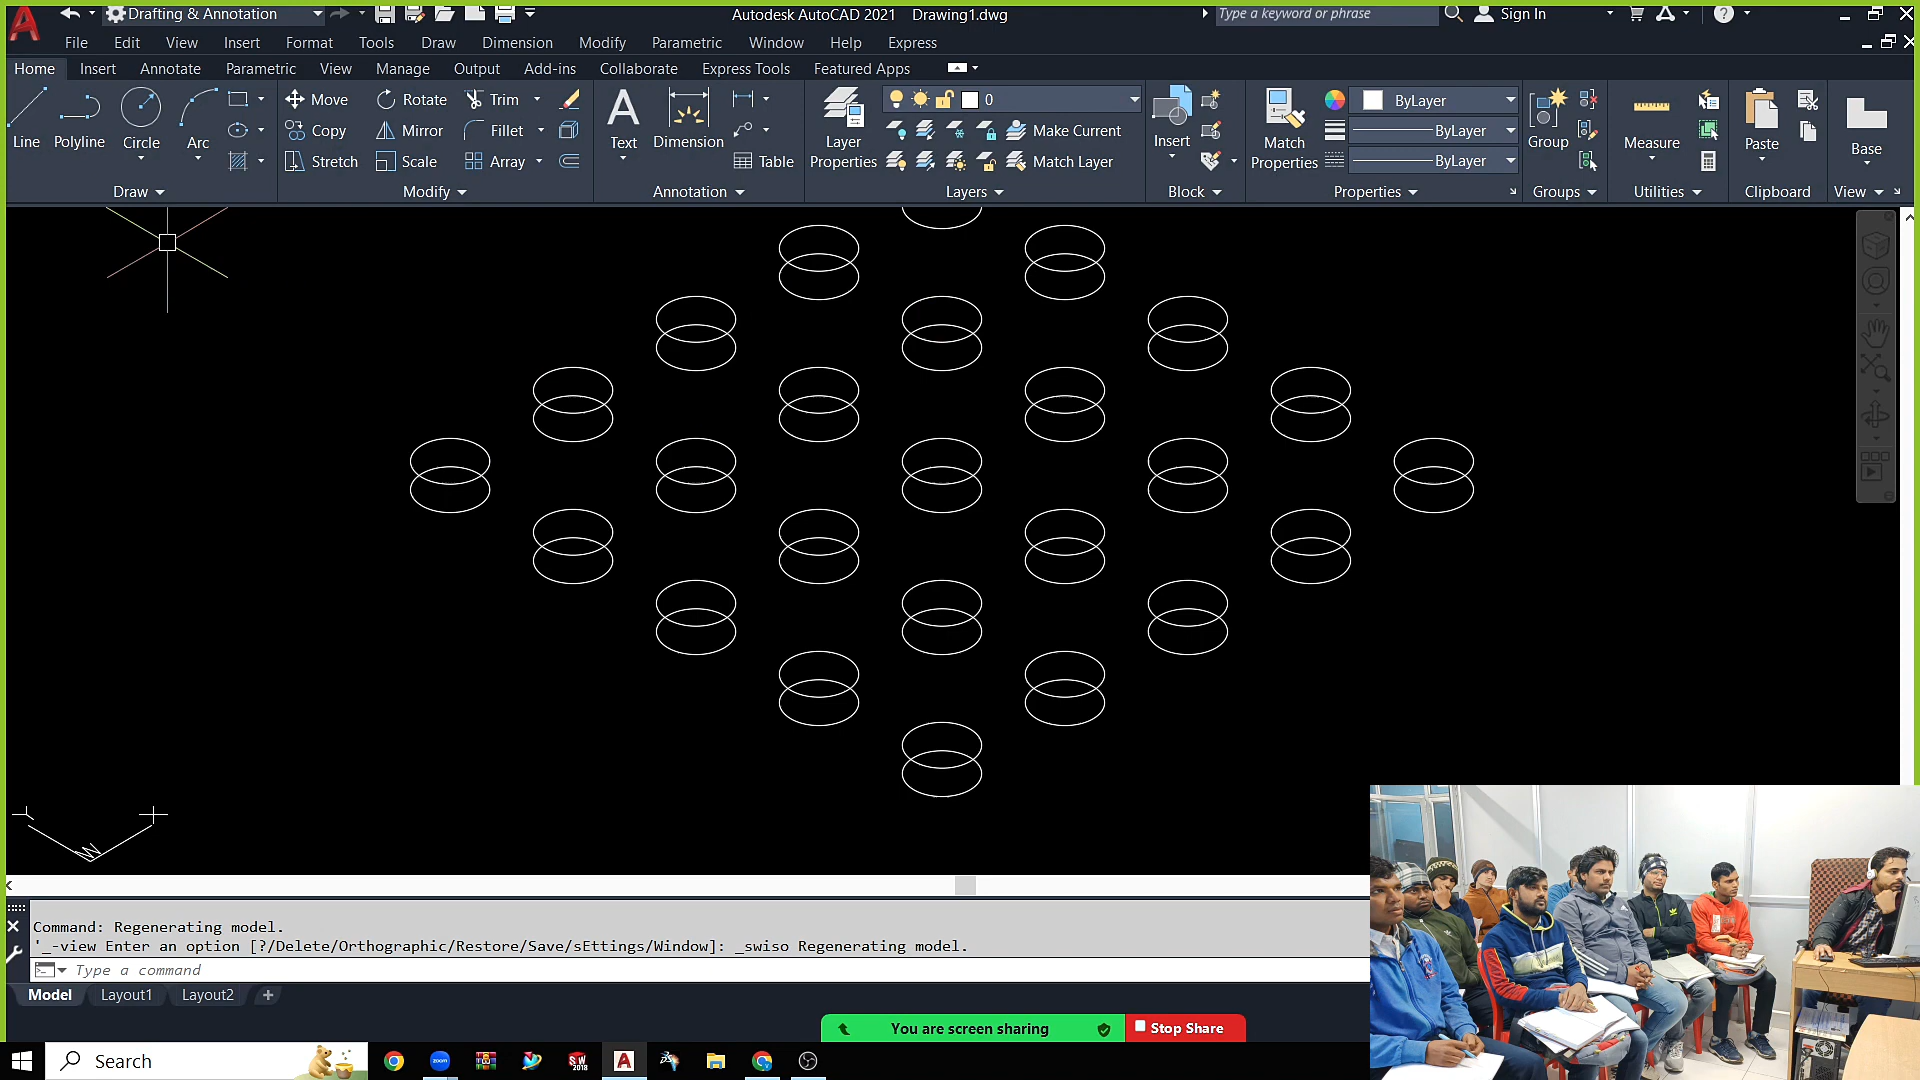 Drafting & Annotation
Autodesk AutoCAD 2021 Drawing1.dwg
Type a keyword or phrase
Sign In
File Edit View Insert Format Tools Draw Dimension Modify Parametric Window Help Express
Home Insert Annotate Parametric View Manage Output Add-ins Collaborate Express Tools Featured Apps
Line
Polyline
Circle
Arc
Draw
Move
Rotate
Trim
Copy
Mirror
Fillet
Stretch
Scale
Array
Modify
Text
Dimension
Table
Annotation
Layer
Properties
0
Make Current
Match Layer
Layers
Insert
Block
Match
Properties
ByLayer
ByLayer
ByLayer
Properties
Group
Groups
Measure
Utilities
Paste
Clipboard
Base
View
W
Command: Regenerating model.
'_-view Enter an option [?/Delete/Orthographic/Restore/Save/sEttings/Window]: _swiso Regenerating model.
Type a command
Model Layout1 Layout2 +
You are screen sharing
Stop Share
Search
zoom
SW
2018
A